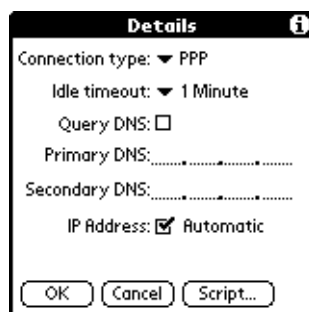 Details
Connection type: PPP
Idle timeout: 1 Minute
Query DNS:
Primary DNS:
Secondary DNS:
IP Address: Automatic
OK Cancel Script...